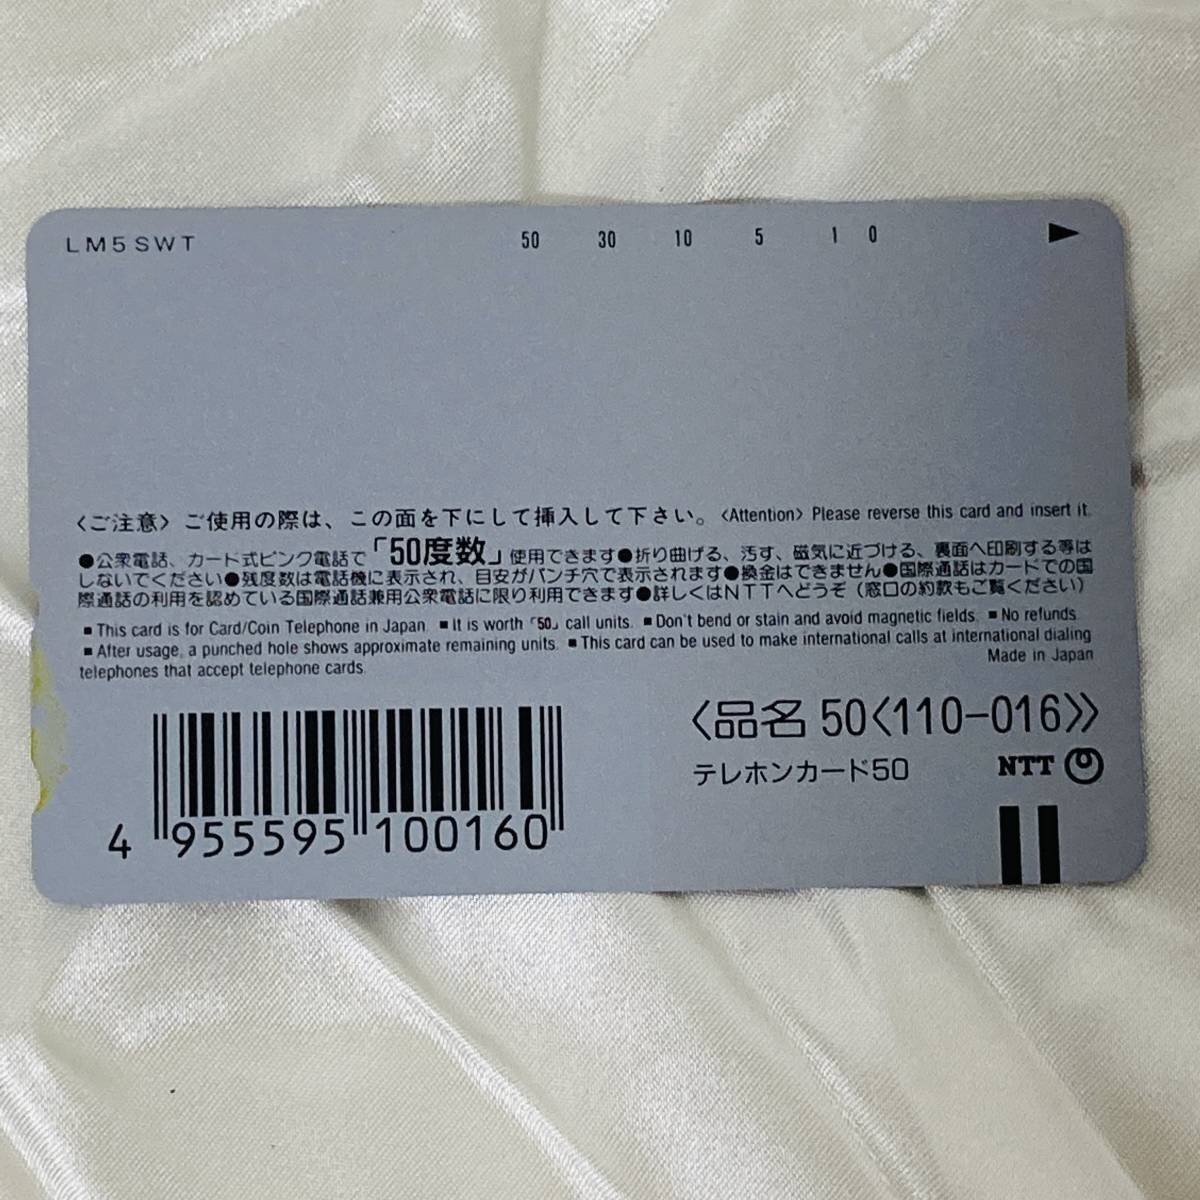 LM5SWT 50 30 10 5 1 0 ▶
〈ご注意〉ご使用の際は、この面を下にして挿入して下さい。〈Attention〉Please reverse this card and insert it.
●公衆電話、カード式ピンク電話で「50度数」使用できます●折り曲げる、汚す、磁気に近づける、裏面へ印刷する等は
しないでください●残度数は電話機に表示され、目安がパンチ穴で表示されます●換金はできません●国際通話はカードでの国
際通話の利用を認めている国際通話兼用公衆電話に限り利用できます●詳しくはNTTへどうぞ（窓口の約款もご覧ください）
■This card is for Card/Coin Telephone in Japan. ■It is worth「50」call units. ■Don't bend or stain and avoid magnetic fields. ■No refunds.
■After usage, a punched hole shows approximate remaining units. ■This card can be used to make international calls at international dialing
telephones that accept telephone cards.
Made in Japan
〈品名 50〈110-016〉〉
テレホンカード50 NTT
4 955595 100160